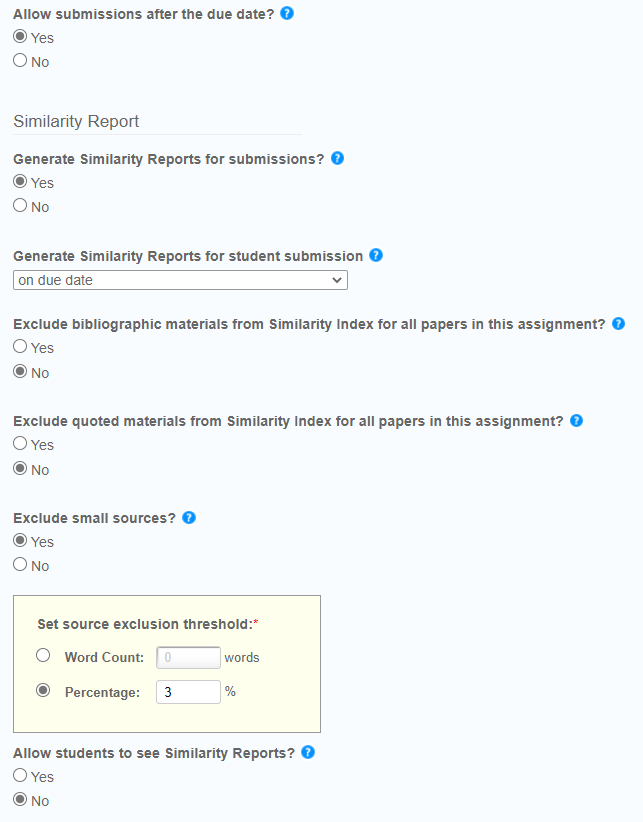 Allow submissions after the due date? ?
Yes
No
Similarity Report
Generate Similarity Reports for submissions? ?
Yes
No
Generate Similarity Reports for student submission ?
on due date
Exclude bibliographic materials from Similarity Index for all papers in this assignment? ?
Yes
No
Exclude quoted materials from Similarity Index for all papers in this assignment? ?
Yes
No
Exclude small sources? ?
Yes
No
Set source exclusion threshold:*
Word Count: 0 words
Percentage: 3 %
Allow students to see Similarity Reports? ?
Yes
No